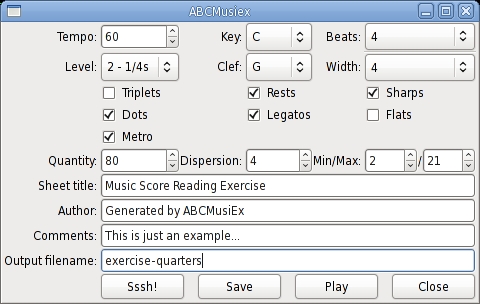 ABCMusiex
Tempo: 60 Key: C Beats: 4
Level: 2 - 1/4s Clef: G Width: 4
Triplets Rests Sharps
Dots Legatos Flats
Metro
Quantity: 80 Dispersion: 4 Min/Max: 2 / 21
Sheet title: Music Score Reading Exercise
Author: Generated by ABCMusiEx
Comments: This is just an example...
Output filename: exercise-quarters
Sssh! Save Play Close